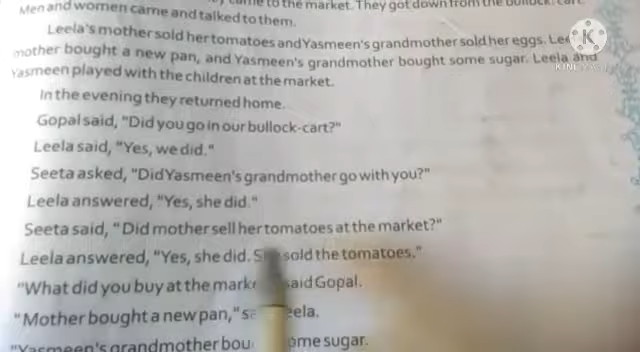 came to the market. They got down from the bullock-cart.
Men and women came and talked to them.
Leela's mother sold her tomatoes and Yasmeen's grandmother sold her eggs.
mother bought a new pan, and Yasmeen's grandmother bought some sugar. Leela and
Yasmeen played with the children at the market.
In the evening they returned home.
Gopal said, "Did you go in our bullock-cart?"
Leela said, "Yes, we did."
Seeta asked, "Did Yasmeen's grandmother go with you?"
Leela answered, "Yes, she did."
Seeta said, "Did mother sell her tomatoes at the market?"
Leela answered, "Yes, she did. sold the tomatoes."
"What did you buy at the said Gopal.
"Mother bought a new pan,"
"Yasmeen's grandmother some sugar.
K